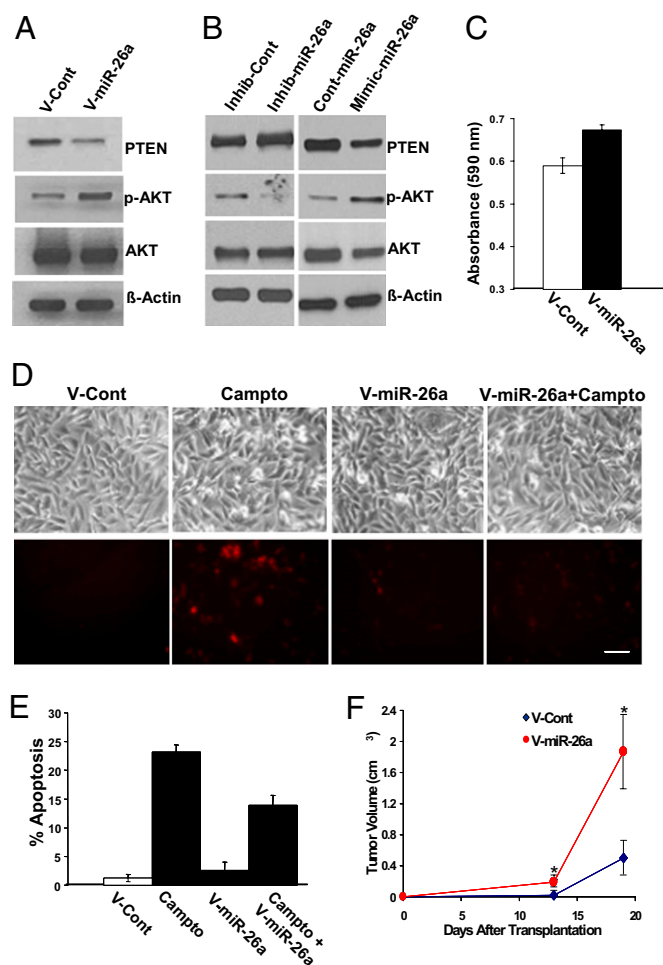 A
V-Cont
V-miR-26a
PTEN
p-AKT
AKT
ß-Actin
B
Inhib-Cont
Inhib-miR-26a
Cont-miR-26a
Mimic-miR-26a
PTEN
p-AKT
AKT
ß-Actin
C
Absorbance (590 nm)
0.7
0.6
0.5
0.4
0.3
V-Cont
V-miR-26a
D
V-Cont
Campto
V-miR-26a
V-miR-26a+Campto
E
% Apoptosis
30
25
20
15
10
5
0
V-Cont
Campto
V-miR-26a
Campto +
V-miR-26a
F
Tumor Volume (cm 3)
2.4
2
1.6
1.2
0.8
0.4
0
V-Cont
V-miR-26a
*
*
0
5
10
15
20
Days After Transplantation